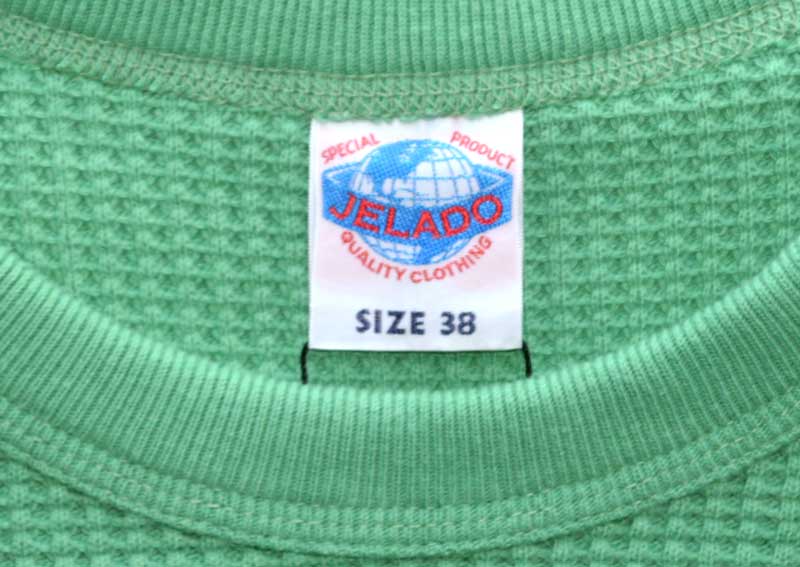 SPECIAL PRODUCT
JELADO
QUALITY CLOTHING
SIZE 38